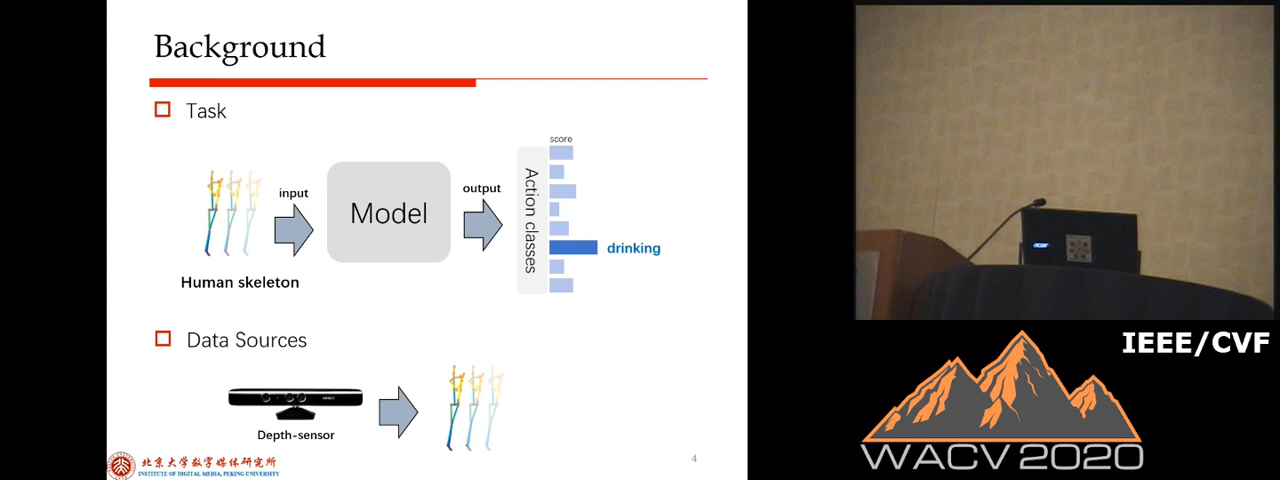 Background
Task
score
input
Model
output
Action classes
drinking
Human skeleton
Data Sources
Depth-sensor
北京大学数字媒体研究所
INSTITUTE OF DIGITAL MEDIA, PEKING UNIVERSITY
4
acer
IEEE/CVF
WACV 2020